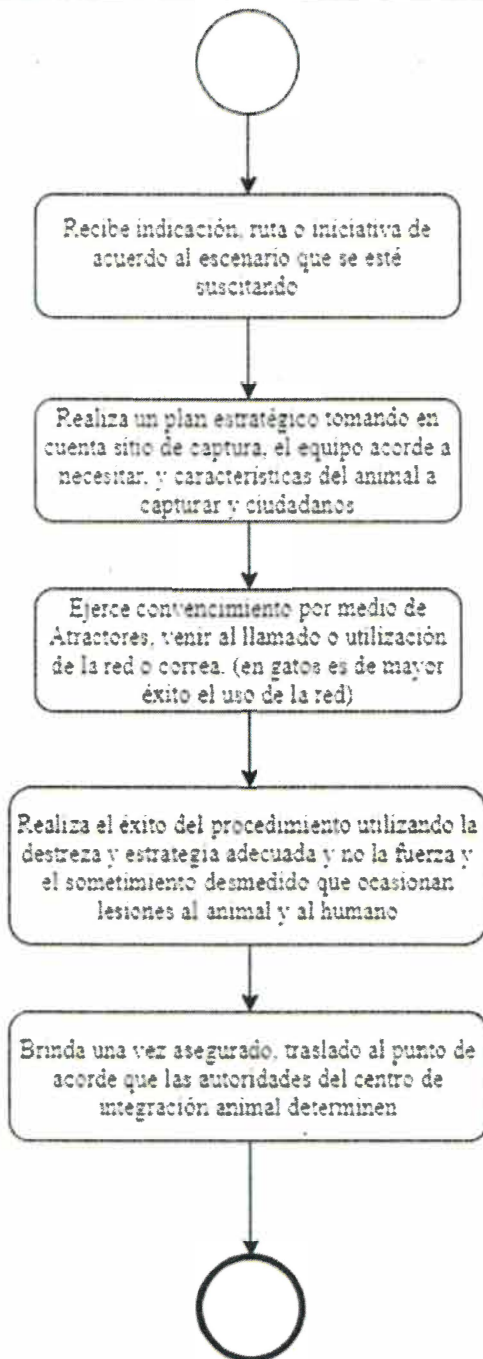 Recibe indicación, ruta o iniciativa de
acuerdo al escenario que se esté
suscitando
Realiza un plan estratégico tomando en
cuenta sitio de captura, el equipo acorde a
necesitar, y características del animal a
capturar y ciudadanos
Ejerce convencimiento por medio de
Atractores, venir al llamado o utilización
de la red o correa. (en gatos es de mayor
éxito el uso de la red)
Realiza el éxito del procedimiento utilizando la
destreza y estrategia adecuada y no la fuerza y
el sometimiento desmedido que ocasionan
lesiones al animal y al humano
Brinda una vez asegurado, traslado al punto de
acorde que las autoridades del centro de
integración animal determinen